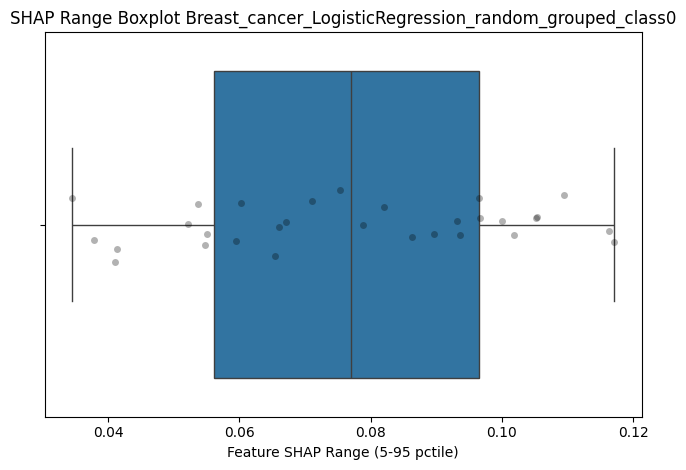 SHAP Range Boxplot Breast_cancer_LogisticRegression_random_grouped_class0
0.04 0.06 0.08 0.10 0.12
Feature SHAP Range (5-95 pctile)